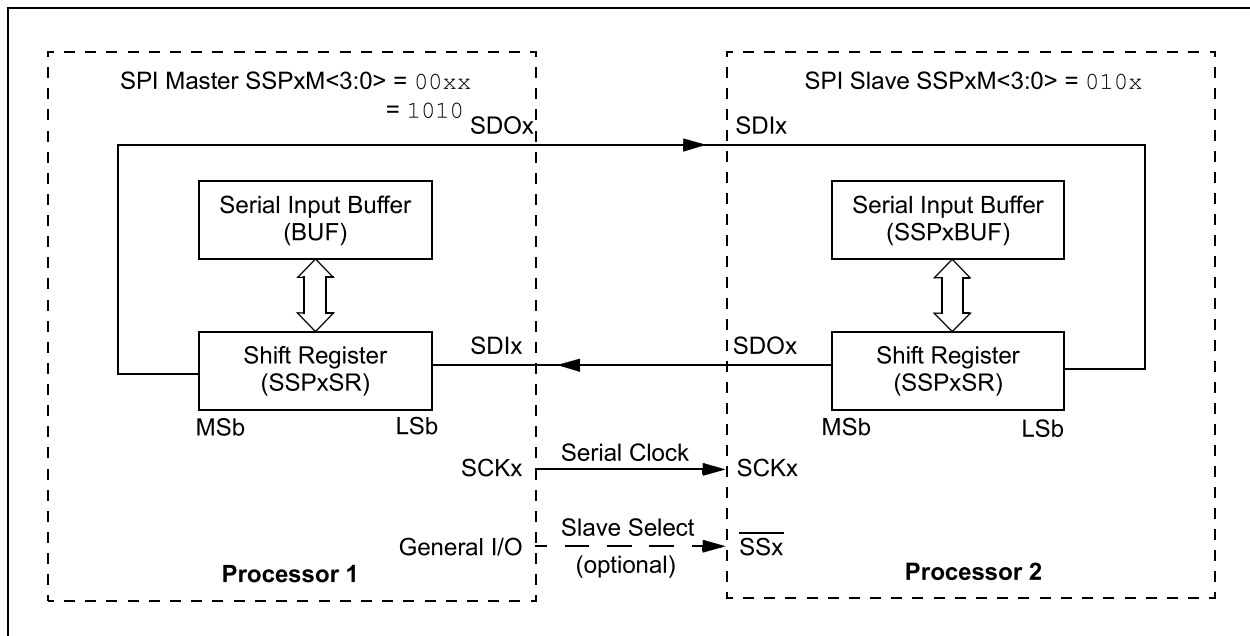 SPI Master SSPxM<3:0> = 00xx
= 1010
SDOx
Serial Input Buffer
(BUF)
Shift Register
(SSPxSR)
MSb
LSb
SDIx
SCKx
General I/O
Processor 1
Serial Clock
Slave Select
(optional)
SPI Slave SSPxM<3:0> = 010x
SDIx
Serial Input Buffer
(SSPxBUF)
SDOx
Shift Register
(SSPxSR)
MSb
LSb
SCKx
SSx
Processor 2